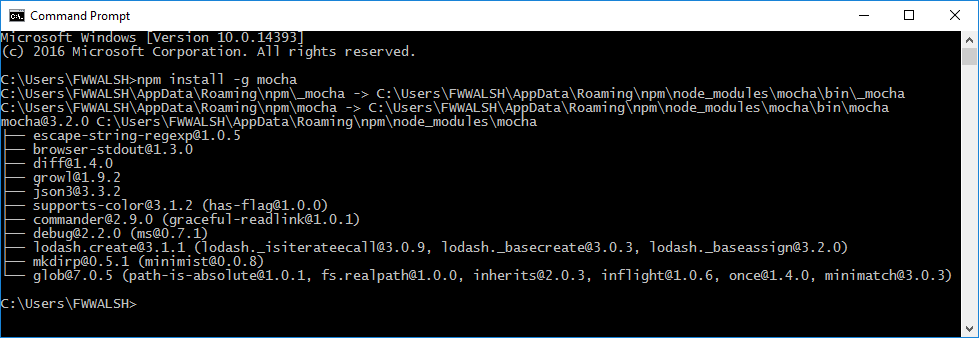 Command Prompt
Microsoft Windows [Version 10.0.14393]
(c) 2016 Microsoft Corporation. All rights reserved.
C:\Users\FWWALSH>npm install -g mocha
C:\Users\FWWALSH\AppData\Roaming\npm\_mocha -> C:\Users\FWWALSH\AppData\Roaming\npm\node_modules\mocha\bin\_mocha
C:\Users\FWWALSH\AppData\Roaming\npm\mocha -> C:\Users\FWWALSH\AppData\Roaming\npm\node_modules\mocha\bin\mocha
mocha@3.2.0 C:\Users\FWWALSH\AppData\Roaming\npm\node_modules\mocha
├── escape-string-regexp@1.0.5
├── browser-stdout@1.3.0
├── diff@1.4.0
├── growl@1.9.2
├── json3@3.3.2
├── supports-color@3.1.2 (has-flag@1.0.0)
├── commander@2.9.0 (graceful-readlink@1.0.1)
├── debug@2.2.0 (ms@0.7.1)
├── lodash.create@3.1.1 (lodash._isiterateecall@3.0.9, lodash._basecreate@3.0.3, lodash._baseassign@3.2.0)
├── mkdirp@0.5.1 (minimist@0.0.8)
└── glob@7.0.5 (path-is-absolute@1.0.1, fs.realpath@1.0.0, inherits@2.0.3, inflight@1.0.6, once@1.4.0, minimatch@3.0.3)
C:\Users\FWWALSH>